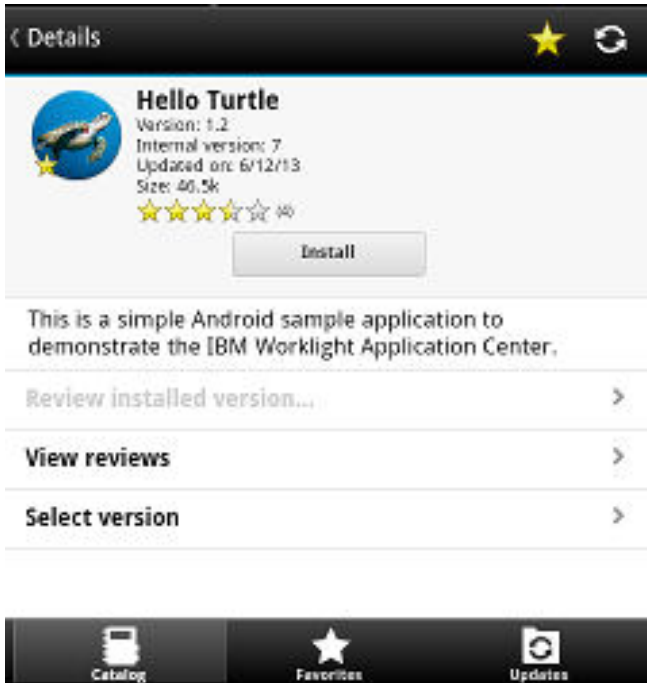 Details
Hello Turtle
Version: 1.2
Internal version: 7
Updated on: 6/12/13
Size: 46.5k
(4)
Install
This is a simple Android sample application to
demonstrate the IBM Worklight Application Center.
Review installed version...
View reviews
Select version
Catalog
Favorites
Updates